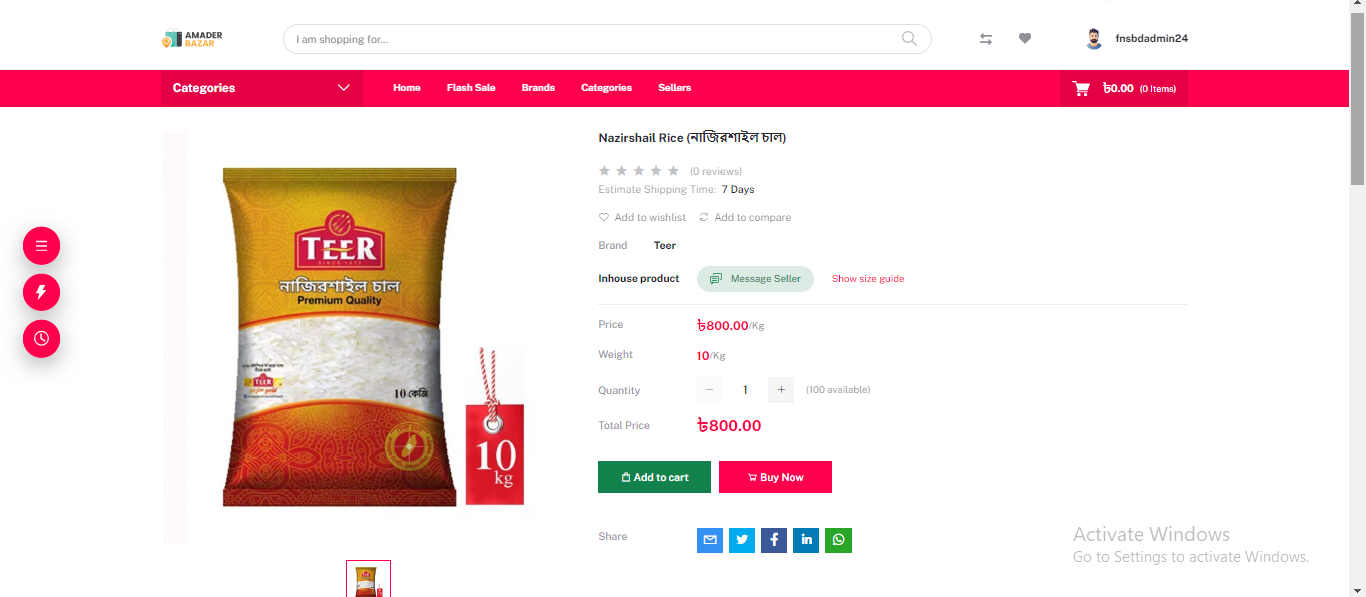 AMADER
BAZAR
I am shopping for...
fnsbdadmin24
Categories
Home
Flash Sale
Brands
Categories
Sellers
৳0.00 (0 Items)
Nazirshail Rice (নাজিরশাইল চাল)
(0 reviews)
Estimate Shipping Time: 7 Days
Add to wishlist
Add to compare
Brand Teer
Inhouse product
Message Seller
Show size guide
Price ৳800.00/Kg
Weight 10/Kg
Quantity − 1 + (100 available)
Total Price ৳800.00
Add to cart
Buy Now
Share
in
TEER
SINCE 1972
নাজিরশাইল চাল
Premium Quality
TEER
10 কেজি
10
kg
Activate Windows
Go to Settings to activate Windows.